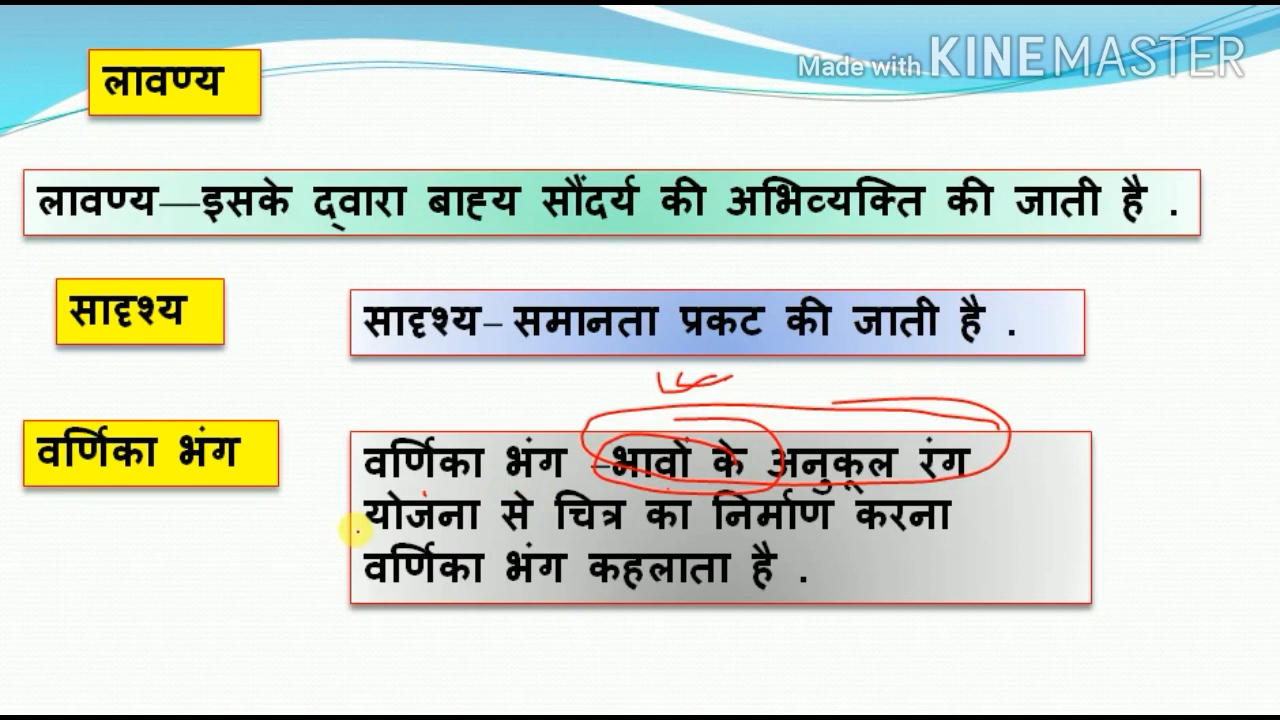 Made with KINEMASTER
लावण्य
लावण्य—इसके द्वारा बाह्य सौंदर्य की अभिव्यक्ति की जाती है .
सादृश्य
सादृश्य– समानता प्रकट की जाती है .
वर्णिका भंग
वर्णिका भंग –भावों के अनुकूल रंग
योजना से चित्र का निर्माण करना
वर्णिका भंग कहलाता है .